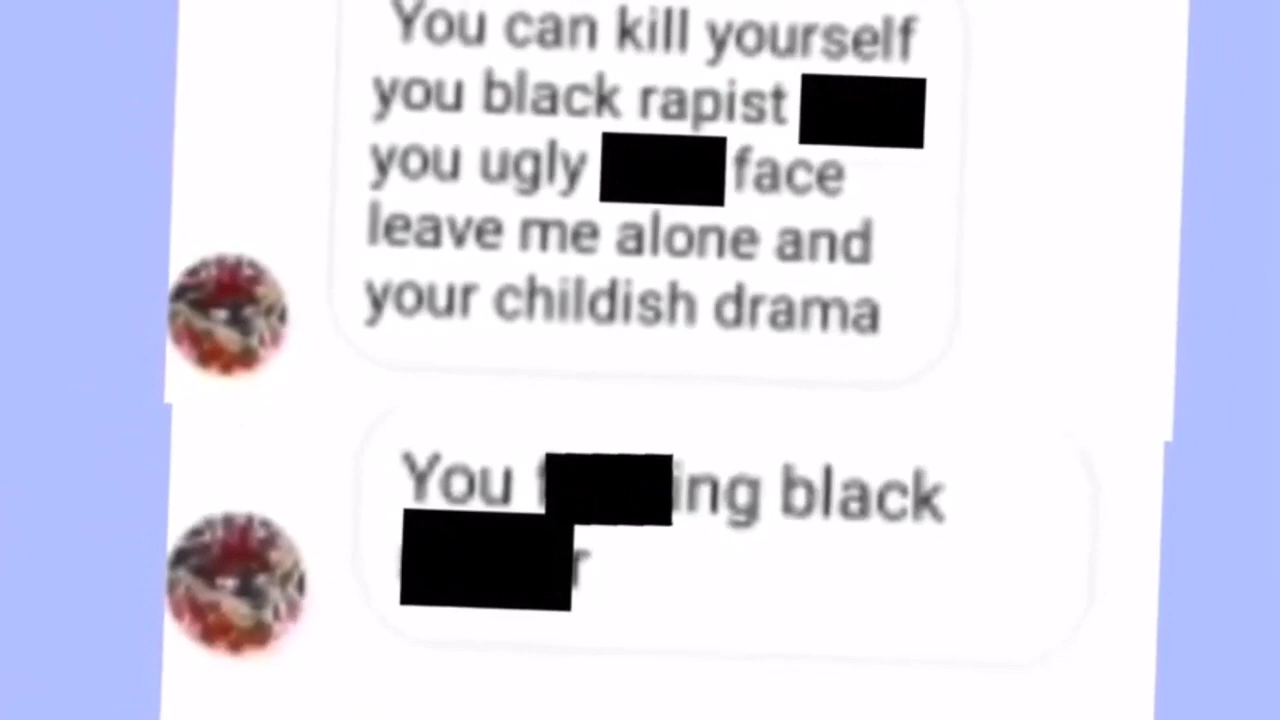 You can kill yourself
you black rapist
you ugly face
leave me alone and
your childish drama
You black